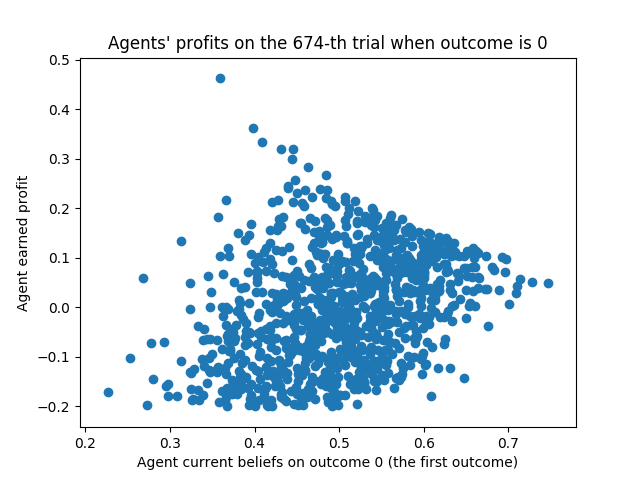 Agents' profits on the 674-th trial when outcome is 0
0.5
0.4
0.3
0.2
0.1
0.0
−0.1
−0.2
Agent earned profit
0.2 0.3 0.4 0.5 0.6 0.7
Agent current beliefs on outcome 0 (the first outcome)